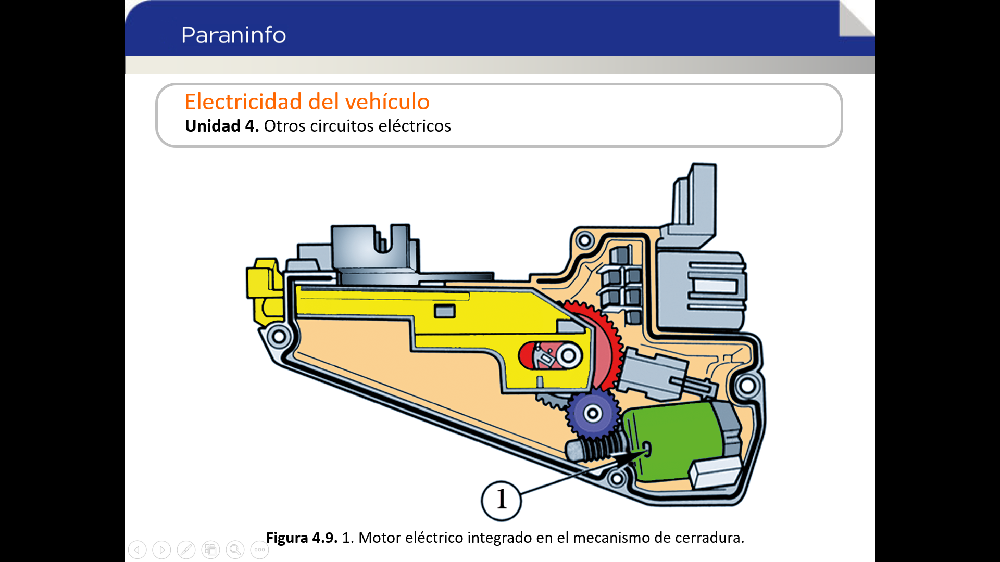 Paraninfo
Electricidad del vehículo
Unidad 4. Otros circuitos eléctricos
1
Figura 4.9. 1. Motor eléctrico integrado en el mecanismo de cerradura.